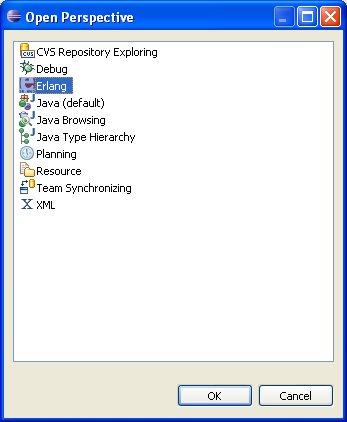 Open Perspective
CVS CVS Repository Exploring
Debug
Erlang
Java (default)
Java Browsing
Java Type Hierarchy
Planning
Resource
Team Synchronizing
X XML
OK Cancel